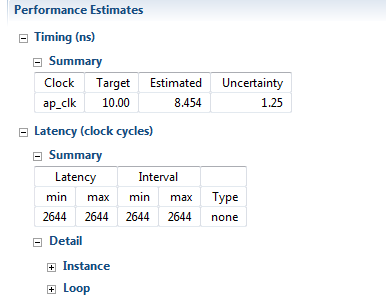 Performance Estimates
Timing (ns)
Summary
Clock Target Estimated Uncertainty
ap_clk 10.00 8.454 1.25
Latency (clock cycles)
Summary
Latency Interval
min max min max Type
2644 2644 2644 2644 none
Detail
Instance
Loop